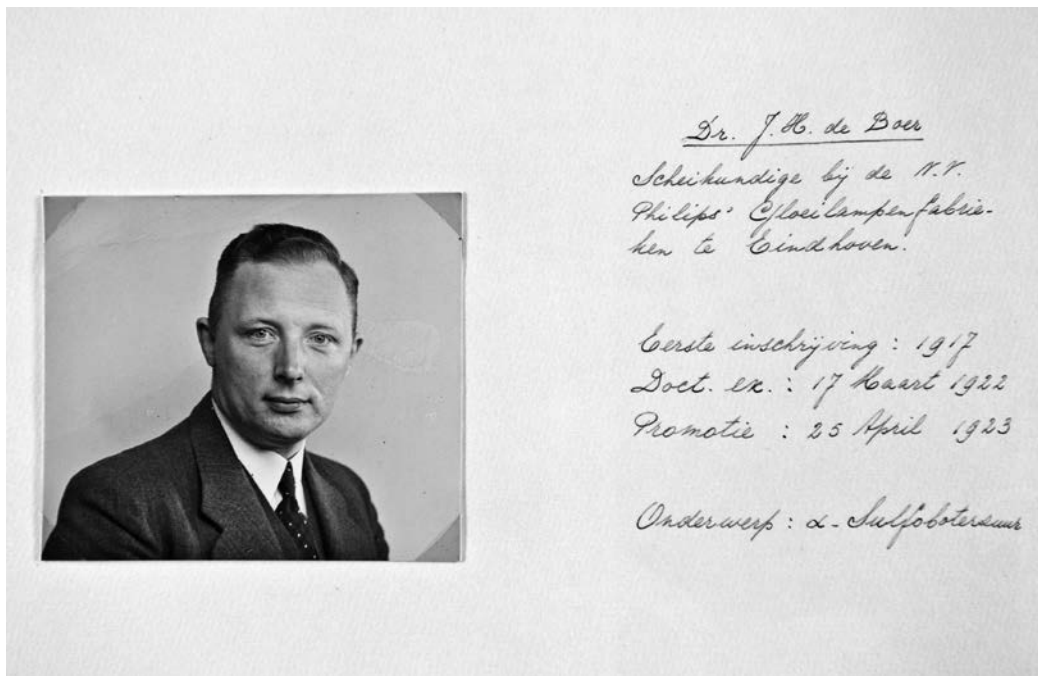 Dr. J. H. de Boer
Scheikundige bij de N.V.
Philips' Gloeilampenfabrie-
ken te Eindhoven.
Eerste inschrijving : 1917
Doct. ex. : 17 Maart 1922
Promotie : 25 April 1923
Onderwerp : α-Sulfoboterzuur